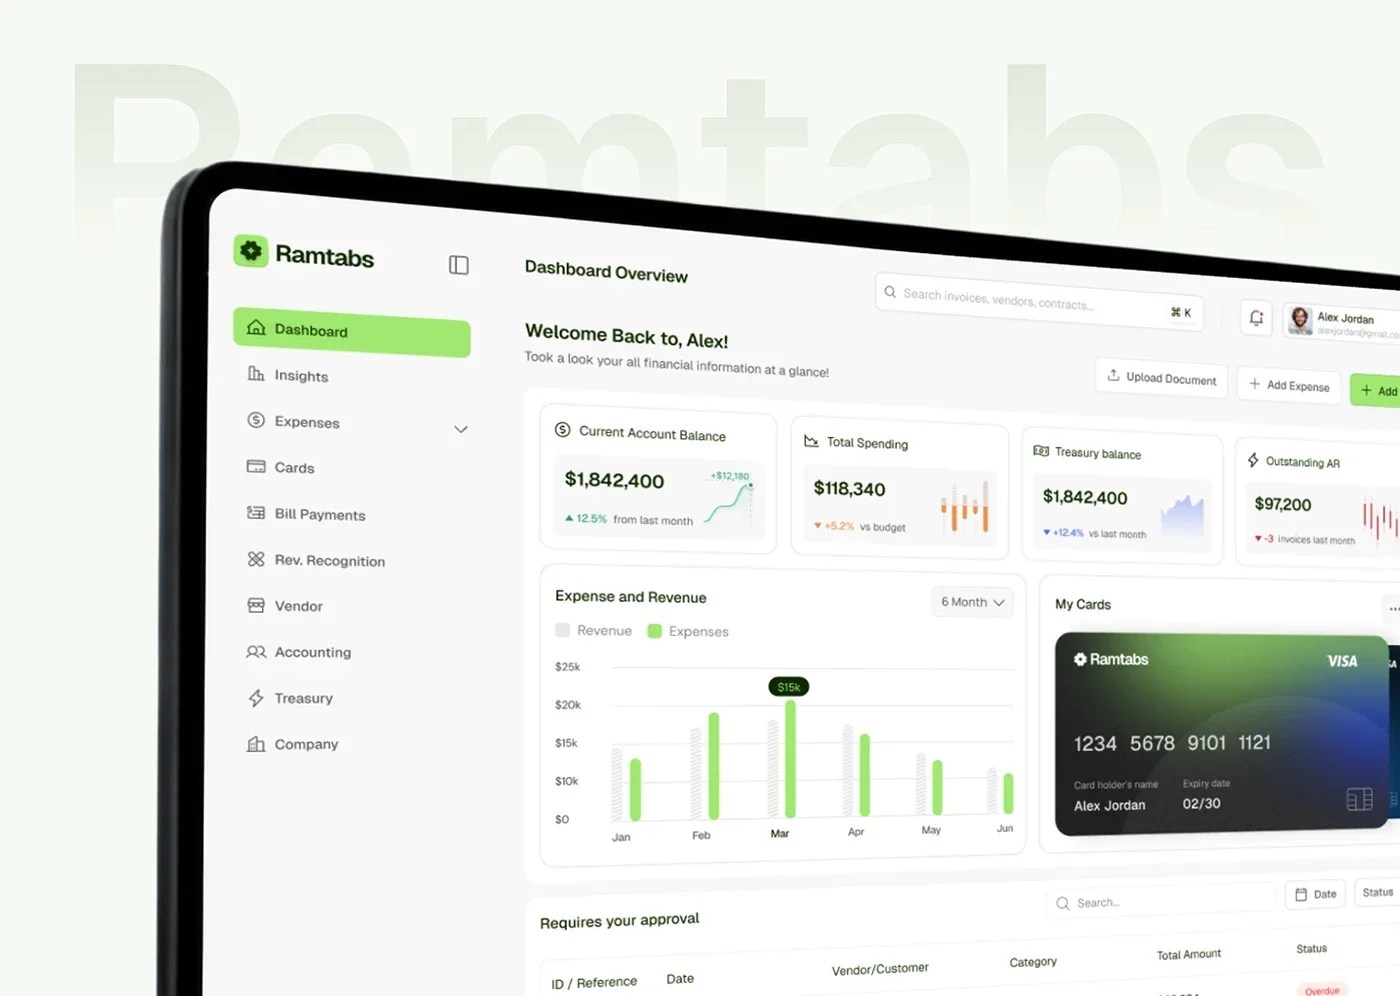 Ramtabs
Ramtabs
Dashboard Overview
Search invoices, vendors, contracts...
⌘ K
Alex Jordan
alexjordan@gmail.co
Dashboard
Insights
Expenses
Cards
Bill Payments
Rev. Recognition
Vendor
Accounting
Treasury
Company
Welcome Back to, Alex!
Took a look your all financial information at a glance!
Upload Document
Add Expense
Add
Current Account Balance
$1,842,400
+$12,180
12.5% from last month
Total Spending
$118,340
+5.2% vs budget
Treasury balance
$1,842,400
+12.4% vs last month
Outstanding AR
$97,200
-3 invoices last month
Expense and Revenue
6 Month
Revenue
Expenses
$25k
$20k
$15k
$10k
$0
$15k
Jan
Feb
Mar
Apr
May
Jun
My Cards
Ramtabs
VISA
1234 5678 9101 1121
Card holder's name
Expiry date
Alex Jordan
02/30
Requires your approval
Search...
Date
Status
ID / Reference
Date
Vendor/Customer
Category
Total Amount
Status
Overdue